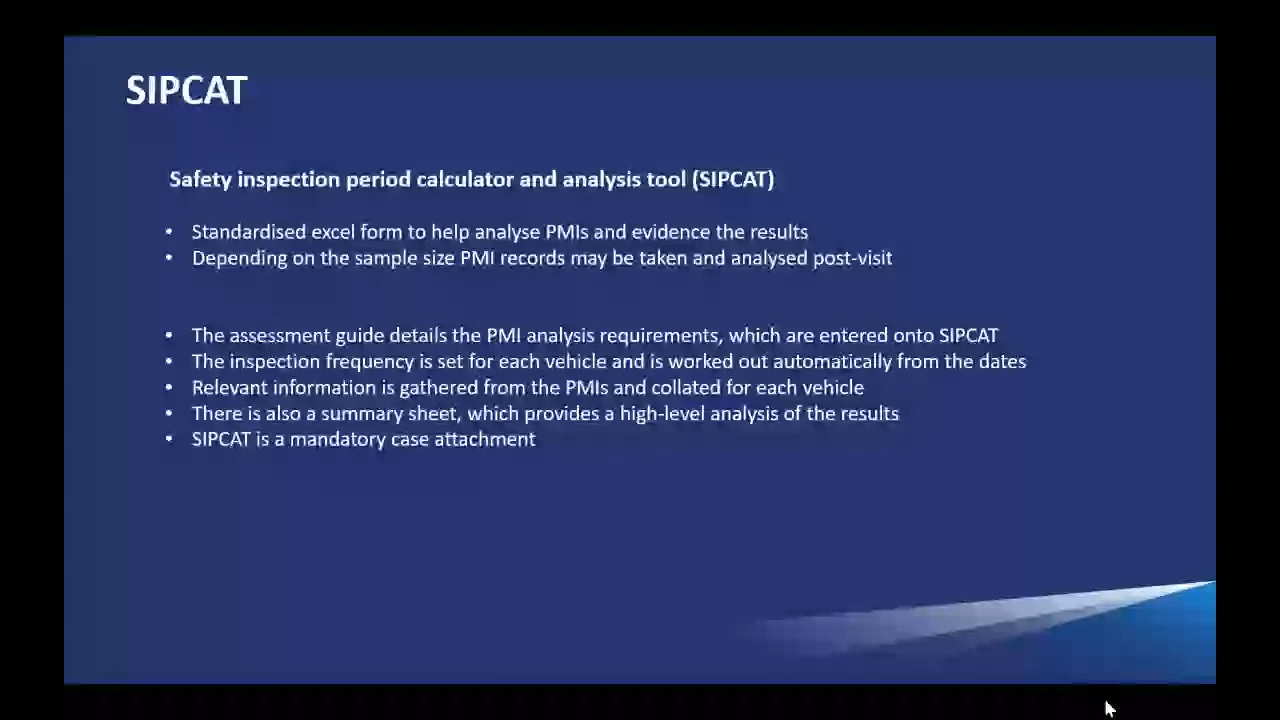 SIPCAT
Safety inspection period calculator and analysis tool (SIPCAT)
• Standardised excel form to help analyse PMIs and evidence the results
• Depending on the sample size PMI records may be taken and analysed post-visit
• The assessment guide details the PMI analysis requirements, which are entered onto SIPCAT
• The inspection frequency is set for each vehicle and is worked out automatically from the dates
• Relevant information is gathered from the PMIs and collated for each vehicle
• There is also a summary sheet, which provides a high-level analysis of the results
• SIPCAT is a mandatory case attachment